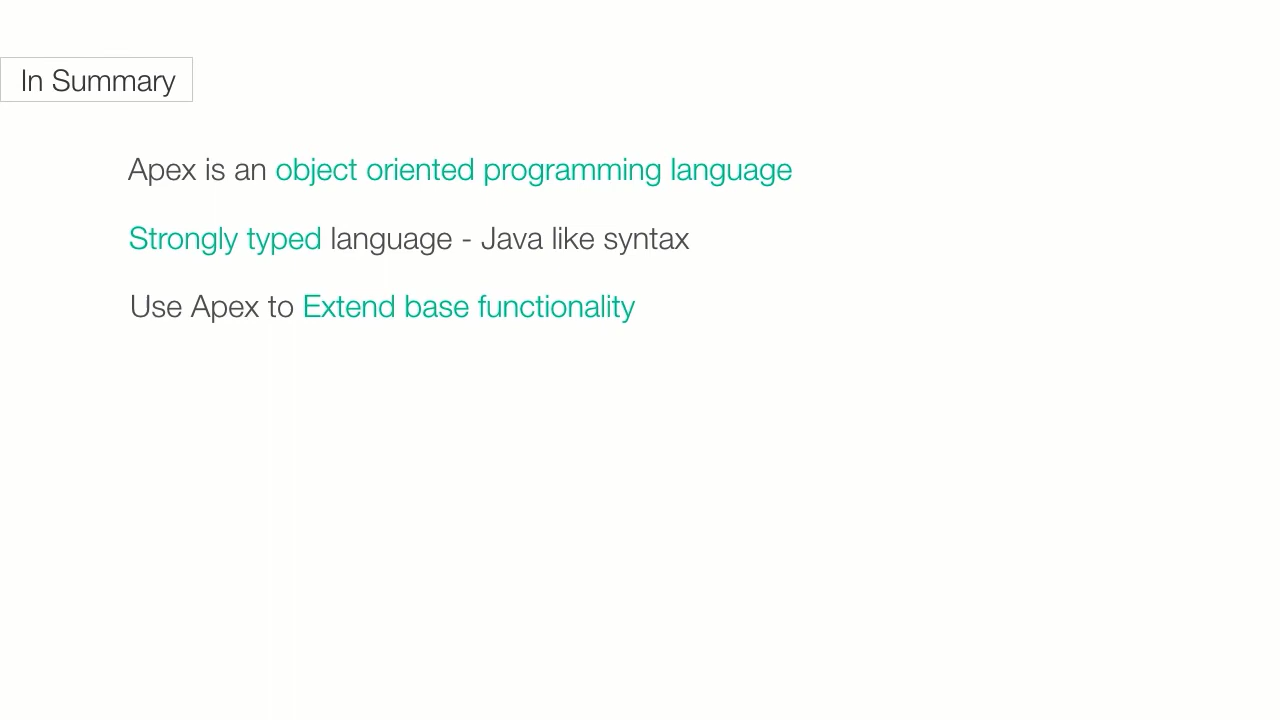 In Summary
Apex is an object oriented programming language
Strongly typed language - Java like syntax
Use Apex to Extend base functionality